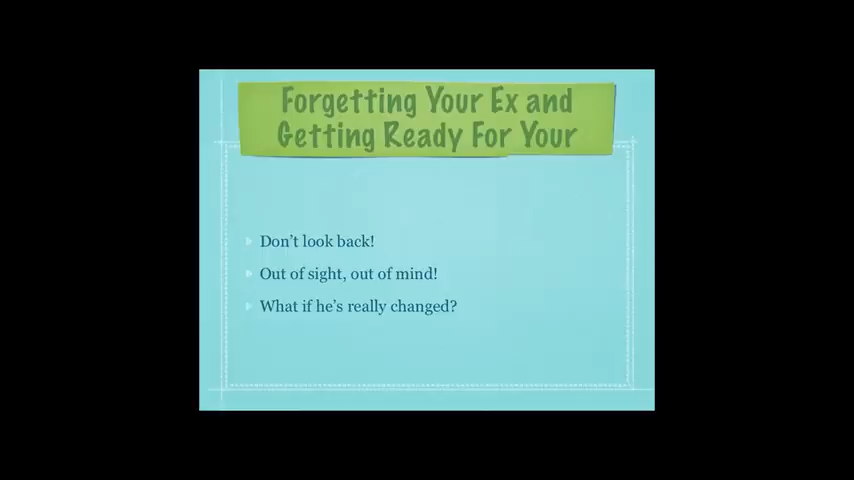 Forgetting Your Ex and
Getting Ready For Your
Don't look back!
Out of sight, out of mind!
What if he's really changed?